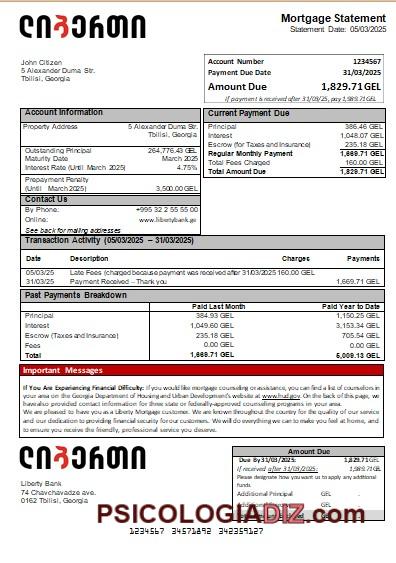 ლიბერთი
Mortgage Statement
Statement Date: 05/03/2025
John Citizen
5 Alexander Duma Str.
Tbilisi, Georgia
Account Number 1234567
Payment Due Date 31/03/2025
Amount Due 1,829.71GEL
If payment is received after 31/03/25, pay 1,989.71GEL
Account Information
Property Address 5 Alexander Duma Str.
Tbilisi, Georgia
Outstanding Principal 264,776.43 GEL
Maturity Date March 2025
Interest Rate (Until March 2025) 4.75%
Prepayment Penalty
(Until March 2025) 3,500.00 GEL
Contact Us
By Phone: +995 32 2 55 55 00
Online: www.libertybank.ge
See back for mailing addresses
Current Payment Due
Principal 386.46 GEL
Interest 1,048.07 GEL
Escrow (for Taxes and Insurance) 235.18 GEL
Regular Monthly Payment 1,669.71 GEL
Total Fees Charged 160.00 GEL
Total Amount Due 1,829.71 GEL
Transaction Activity (05/03/2025 – 31/03/2025)
Date Description Charges Payments
05/03/25 Late Fees (charged because payment was received after 31/03/2025 160.00 GEL
31/03/25 Payment Received – Thank you 1,669.71 GEL
Past Payments Breakdown
Paid Last Month Paid Year to Date
Principal 384.93 GEL 1,150.25 GEL
Interest 1,049.60 GEL 3,153.34 GEL
Escrow (Taxes and Insurance) 235.18 GEL 705.54 GEL
Fees 0.00 GEL 0.00 GEL
Total 1,669.71 GEL 5,009.13 GEL
Important Messages
If You Are Experiencing Financial Difficulty: If you would like mortgage counseling or assistance, you can find a list of counselors in
your area on the Georgia Department of Housing and Urban Development's website at www.hud.gov. On the back of this page, we
have also provided contact information for three state or federally-approved counseling programs in your area.
We are pleased to have you as a Liberty Mortgage customer. We are known throughout the country for the quality of our service
and our dedication to providing financial security for our customers. We will do everything we can to make you feel at home, and
to ensure you receive the friendly, professional service you deserve.
ლიბერთი
Liberty Bank
74 Chavchavadze ave.
0162 Tbilisi, Georgia
Amount Due
Due By 31/03/2025: 1,829.71GEL
If received after 31/03/25: 1,989.71GEL
Please designate how you want us to apply any additional
funds
Additional Principal GEL .
GEL .
PSICOLOGIADIZ.com
1234567 34571892 342359127